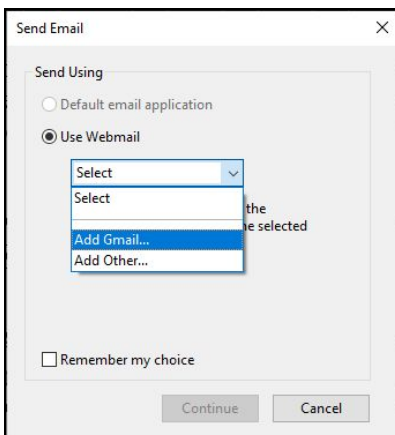 Send Email
Send Using
Default email application
Use Webmail
Select
Select
the
e selected
Add Gmail...
Add Other...
Remember my choice
Continue
Cancel